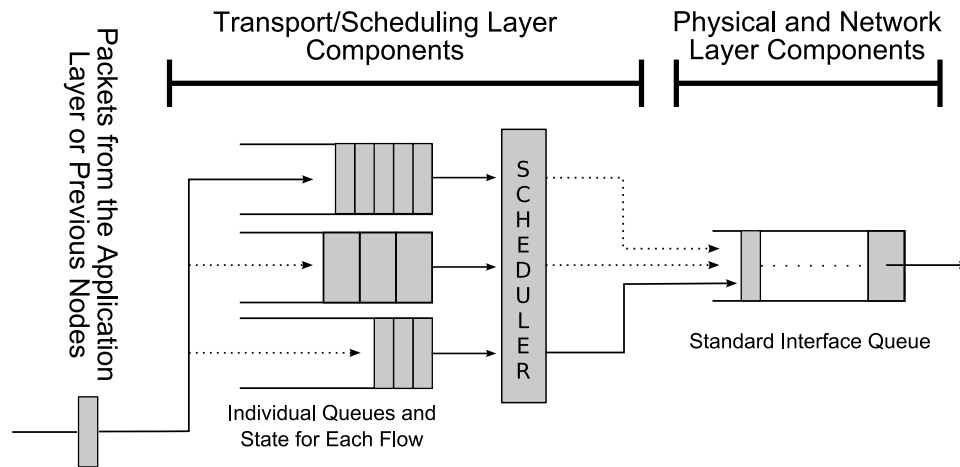 Transport/Scheduling Layer
Components
Physical and Network
Layer Components
Packets from the Application
Layer or Previous Nodes
SCHEDULER
Individual Queues and
State for Each Flow
Standard Interface Queue